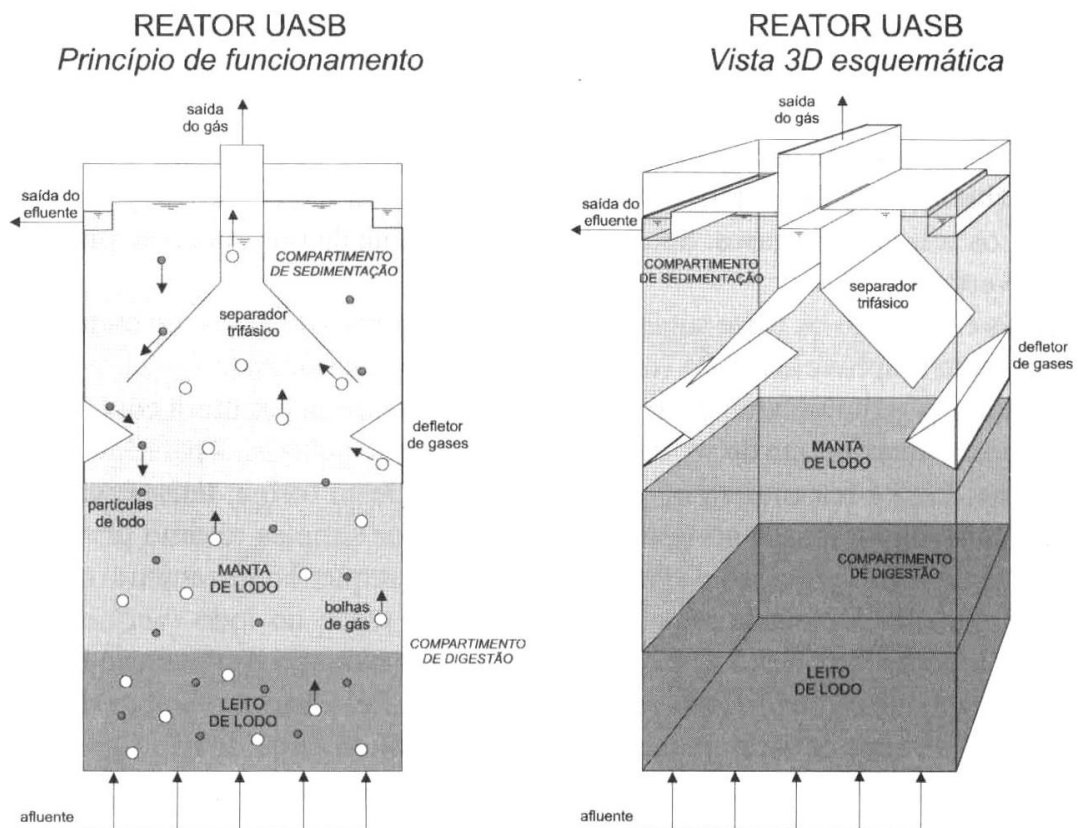 REATOR UASB
Princípio de funcionamento
saída
do gás
saída do
efluente
COMPARTIMENTO
DE SEDIMENTAÇÃO
separador
trifásico
defletor
de gases
partículas
de lodo
MANTA
DE LODO
bolhas
de gás
COMPARTIMENTO
DE DIGESTÃO
LEITO
DE LODO
afluente
REATOR UASB
Vista 3D esquemática
saída
do gás
saída do
efluente
COMPARTIMENTO
DE SEDIMENTAÇÃO
separador
trifásico
defletor
de gases
MANTA
DE LODO
COMPARTIMENTO
DE DIGESTÃO
LEITO
DE LODO
afluente